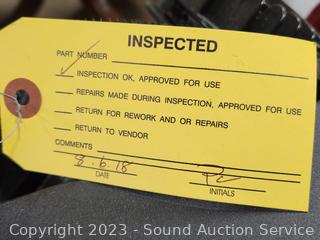 INSPECTED
PART NUMBER
INSPECTION OK, APPROVED FOR USE
REPAIRS MADE DURING INSPECTION, APPROVED FOR USE
RETURN FOR REWORK AND OR REPAIRS
RETURN TO VENDOR
COMMENTS
8.6.18
DATE
INITIALS
Copyright 2023 - Sound Auction Service